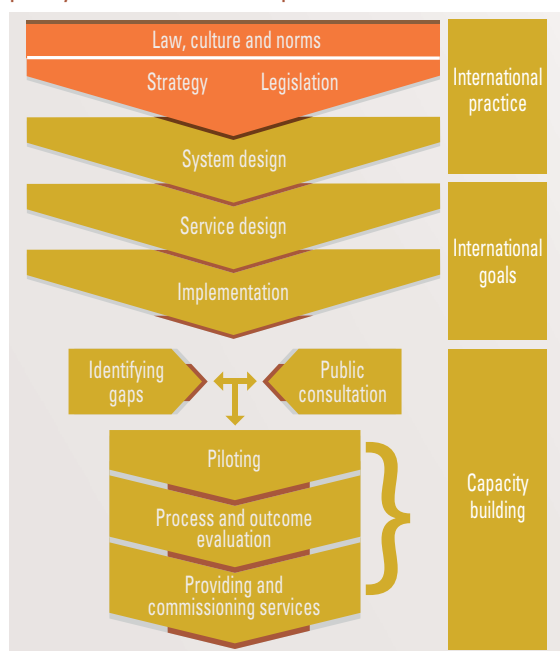 Law, culture and norms
Strategy
Legislation
International
practice
System design
Service design
International
goals
Implementation
Identifying
gaps
Public
consultation
Piloting
Process and outcome
evaluation
Providing and
commissioning services
Capacity
building